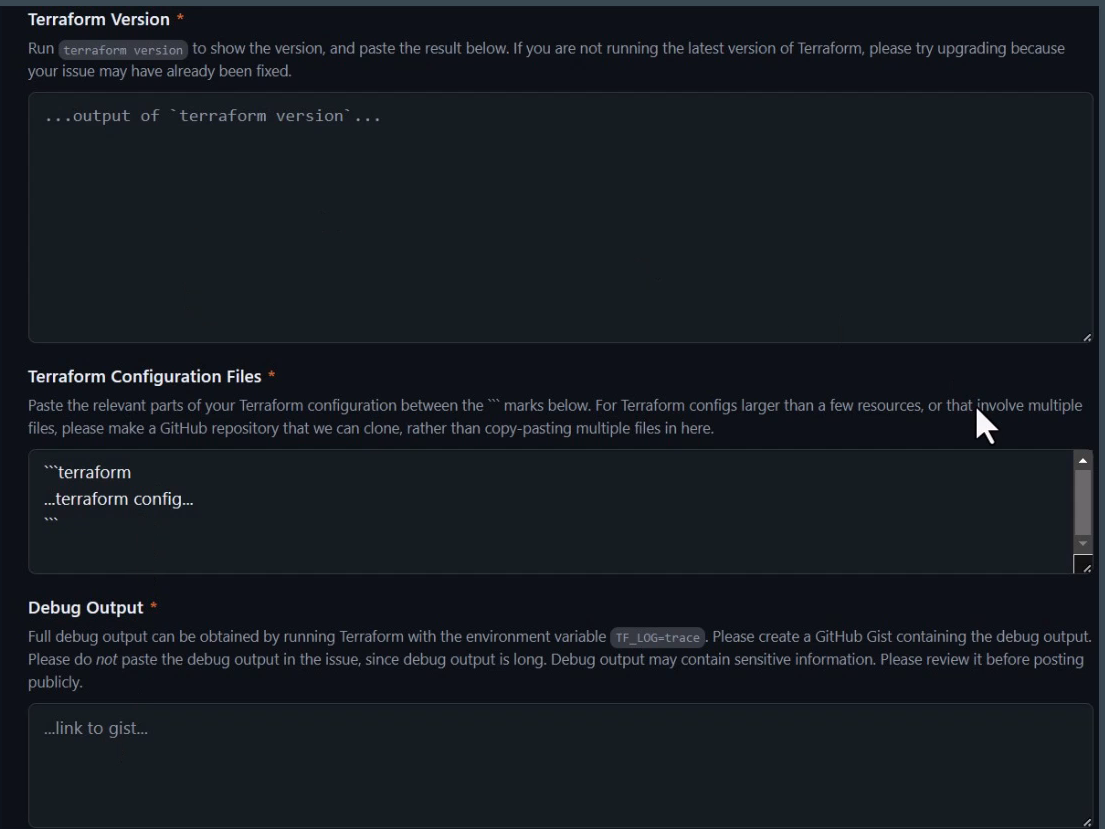 Terraform Version *
Run terraform version to show the version, and paste the result below. If you are not running the latest version of Terraform, please try upgrading because
your issue may have already been fixed.
...output of `terraform version`...
Terraform Configuration Files *
Paste the relevant parts of your Terraform configuration between the ``` marks below. For Terraform configs larger than a few resources, or that involve multiple
files, please make a GitHub repository that we can clone, rather than copy-pasting multiple files in here.
```terraform
...terraform config...
```
Debug Output *
Full debug output can be obtained by running Terraform with the environment variable TF_LOG=trace. Please create a GitHub Gist containing the debug output.
Please do not paste the debug output in the issue, since debug output is long. Debug output may contain sensitive information. Please review it before posting
publicly.
...link to gist...